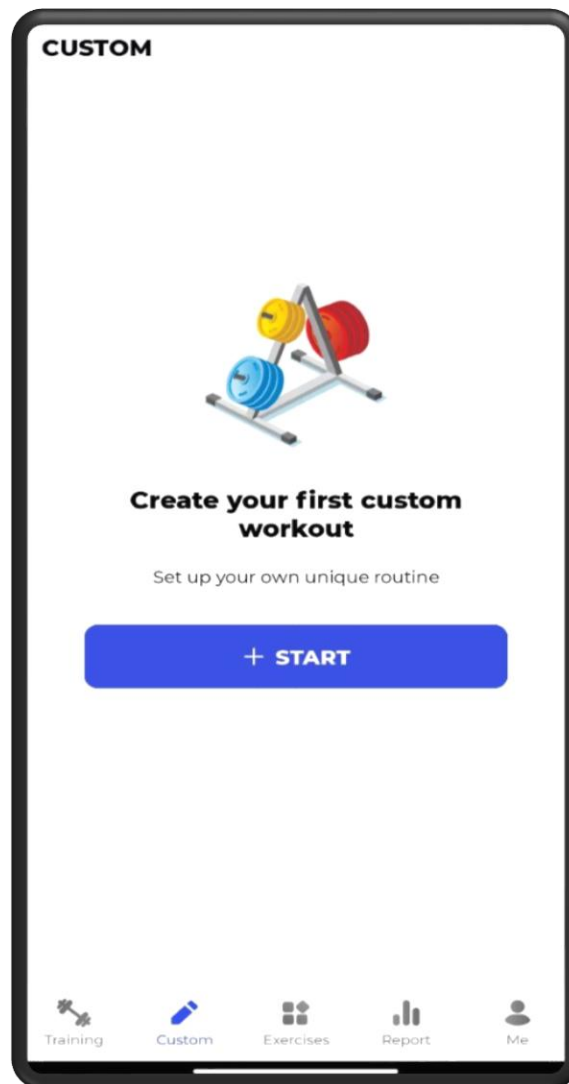 CUSTOM
Create your first custom
workout
Set up your own unique routine
+ START
Training
Custom
Exercises
Report
Me